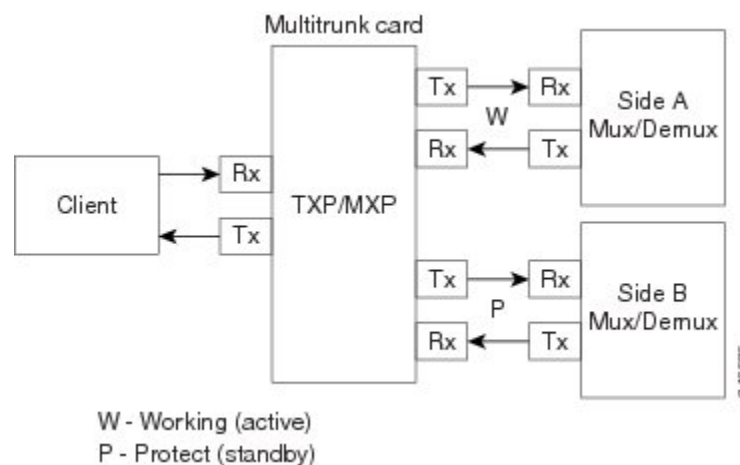 Multitrunk card
Tx
Rx
W
Rx
Tx
Side A
Mux/Demux
Client
Rx
Tx
TXP/MXP
Tx
Rx
P
Rx
Tx
Side B
Mux/Demux
W - Working (active)
P - Protect (standby)